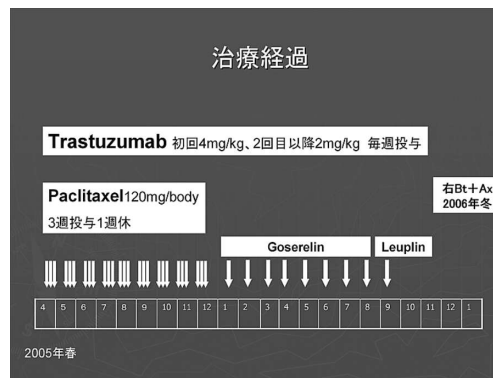 治療経過
Trastuzumab 初回4mg/kg、2回目以降2mg/kg 毎週投与
Paclitaxel120mg/body
3週投与1週休
右Bt+Ax
2006年冬
Goserelin
Leuplin
4 5 6 7 8 9 10 11 12 1 2 3 4 5 6 7 8 9 10 11 12 1
2005年春